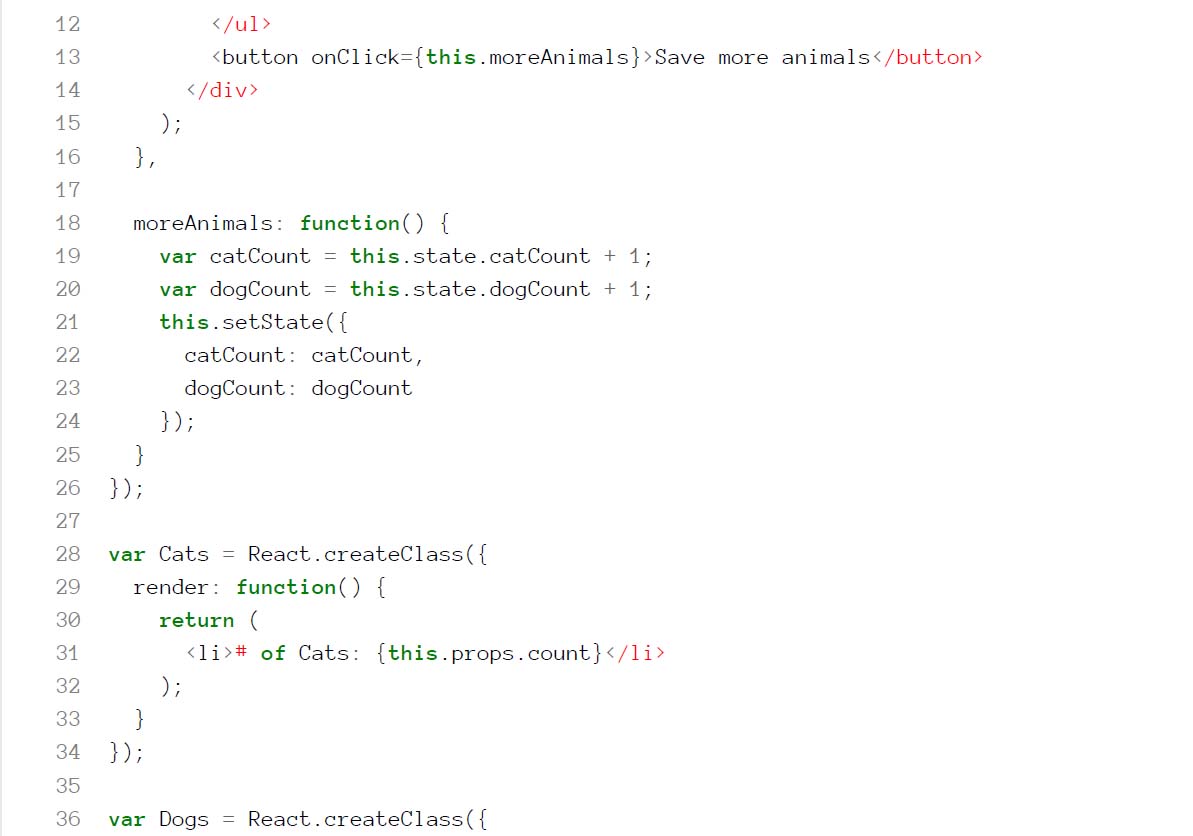 12 </ul>
13 <button onClick={this.moreAnimals}>Save more animals</button>
14 </div>
15 );
16 },
17
18 moreAnimals: function() {
19 var catCount = this.state.catCount + 1;
20 var dogCount = this.state.dogCount + 1;
21 this.setState({
22 catCount: catCount,
23 dogCount: dogCount
24 });
25 }
26 });
27
28 var Cats = React.createClass({
29 render: function() {
30 return (
31 <li># of Cats: {this.props.count}</li>
32 );
33 }
34 });
35
36 var Dogs = React.createClass({